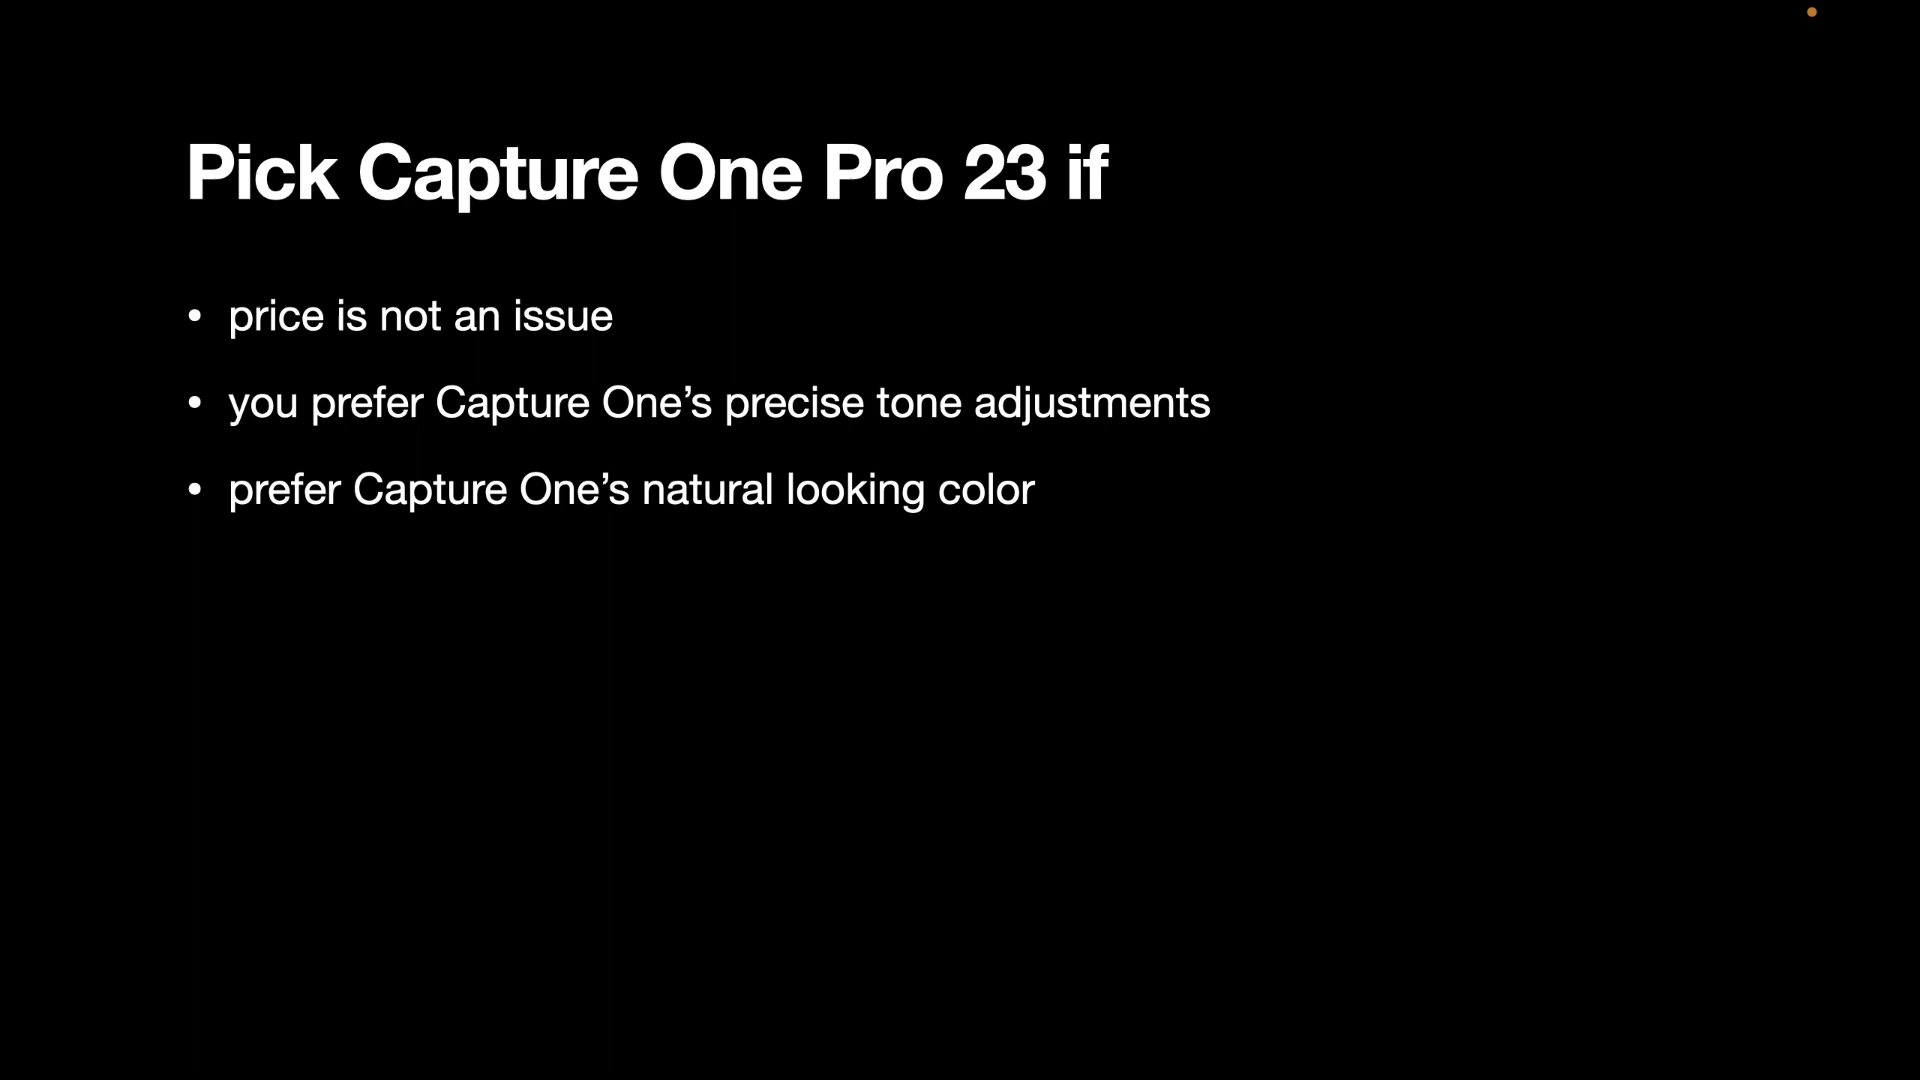 Pick Capture One Pro 23 if
• price is not an issue
• you prefer Capture One’s precise tone adjustments
• prefer Capture One’s natural looking color